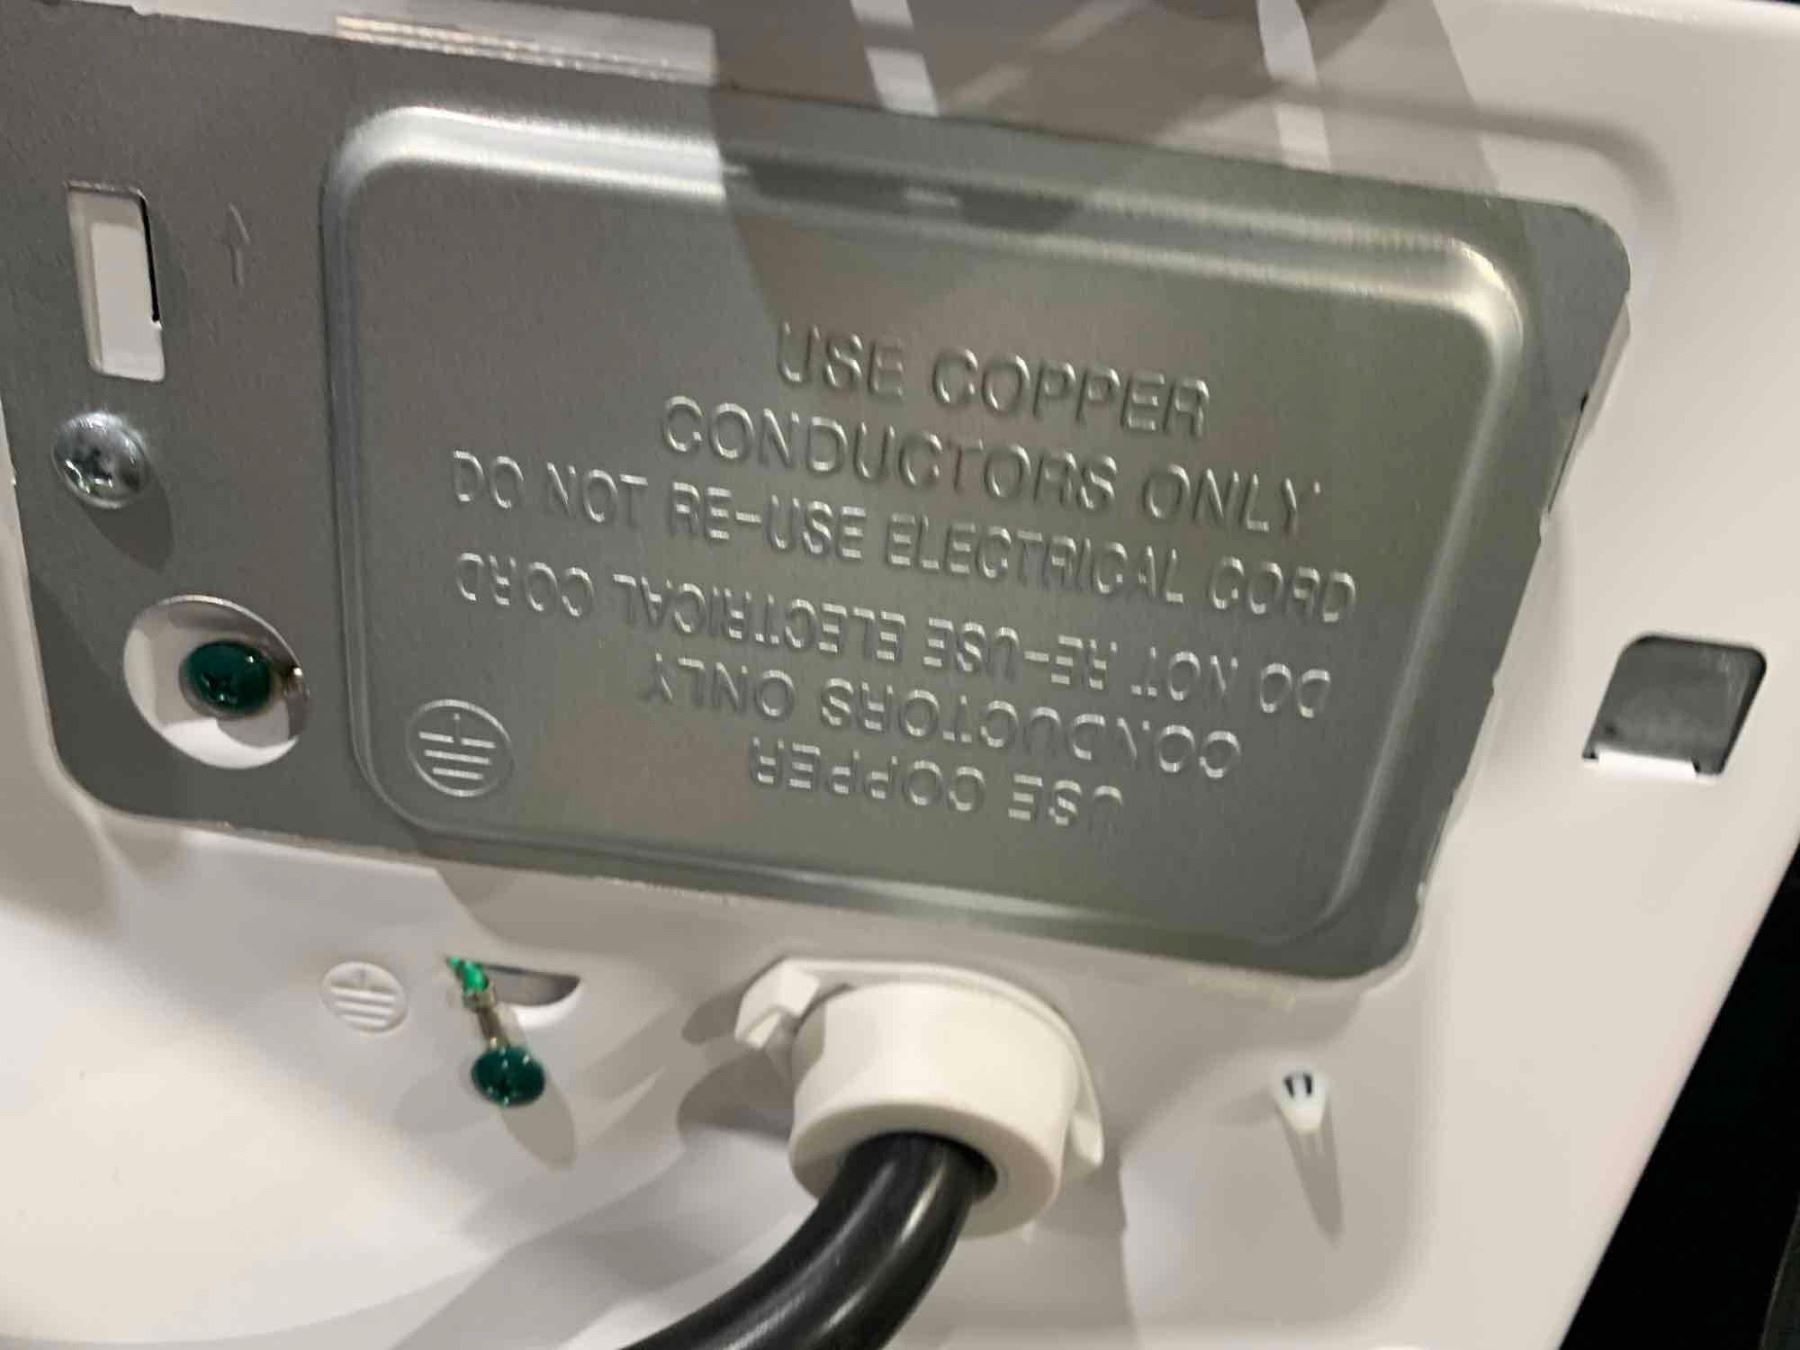 USE COPPER
CONDUCTORS ONLY
DO NOT RE-USE ELECTRICAL CORD
DO NOT RE-USE ELECTRICAL CORD
CONDUCTORS ONLY
USE COPPER